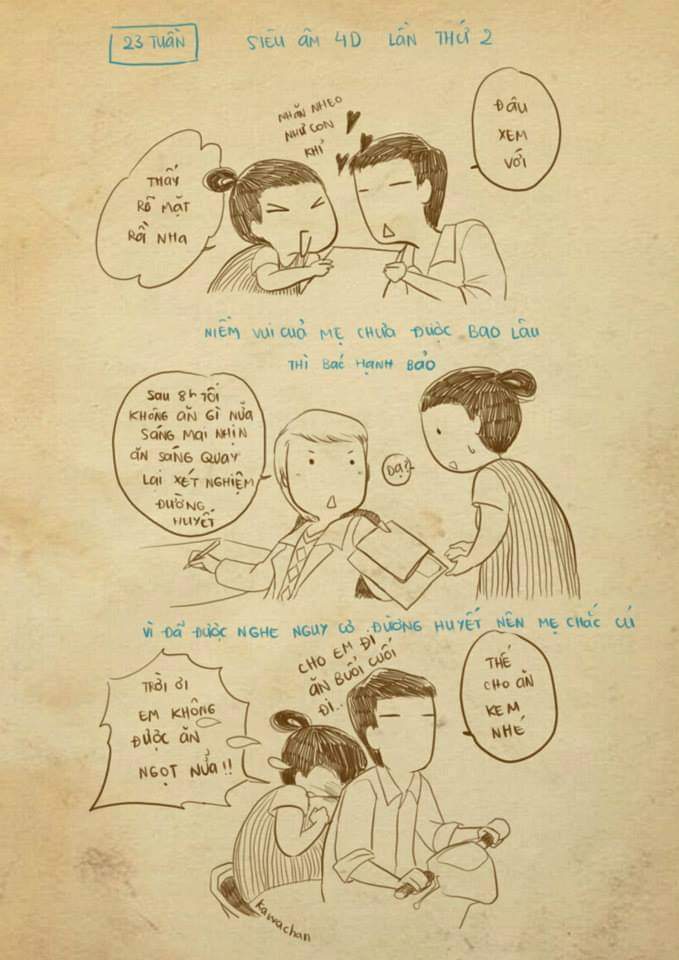 23 TUẦN
SIÊU ÂM 4D LẦN THỨ 2
NHĂN NHEO
NHƯ CON
KHỈ
ĐÂU
XEM
VỚI
THẤY
RÕ MẶT
RỒI NHA
NIỀM VUI CUẢ MẸ CHƯA ĐƯỢC BAO LÂU
THÌ BÁC HẠNH BẢO
SAU 8h TỐI
KHÔNG ĂN GÌ NỮA
SÁNG MAI NHỊN
ĂN SÁNG QUAY
LẠI XÉT NGHIỆM
ĐƯỜNG
HUYẾT
DẠ?
VÌ ĐÃ ĐƯỢC NGHE NGUY CƠ ĐƯỜNG HUYẾT NÊN MẸ CHẮC CÚ
TRỜI ƠI
EM KHÔNG
ĐƯỢC ĂN
NGỌT NỮA!!
CHO EM ĐI
ĂN BUỔI CUỐI
ĐI..
THẾ
CHO ĂN
KEM
NHÉ
kawachan